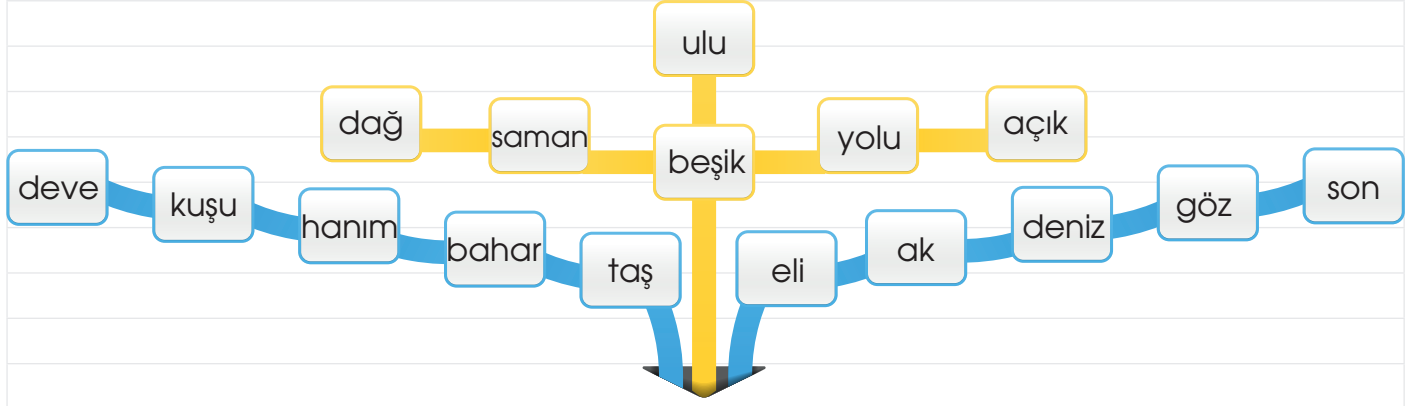 ulu
dağ
saman
beşik
yolu
açık
deve
kuşu
hanım
bahar
taş
eli
ak
deniz
göz
son